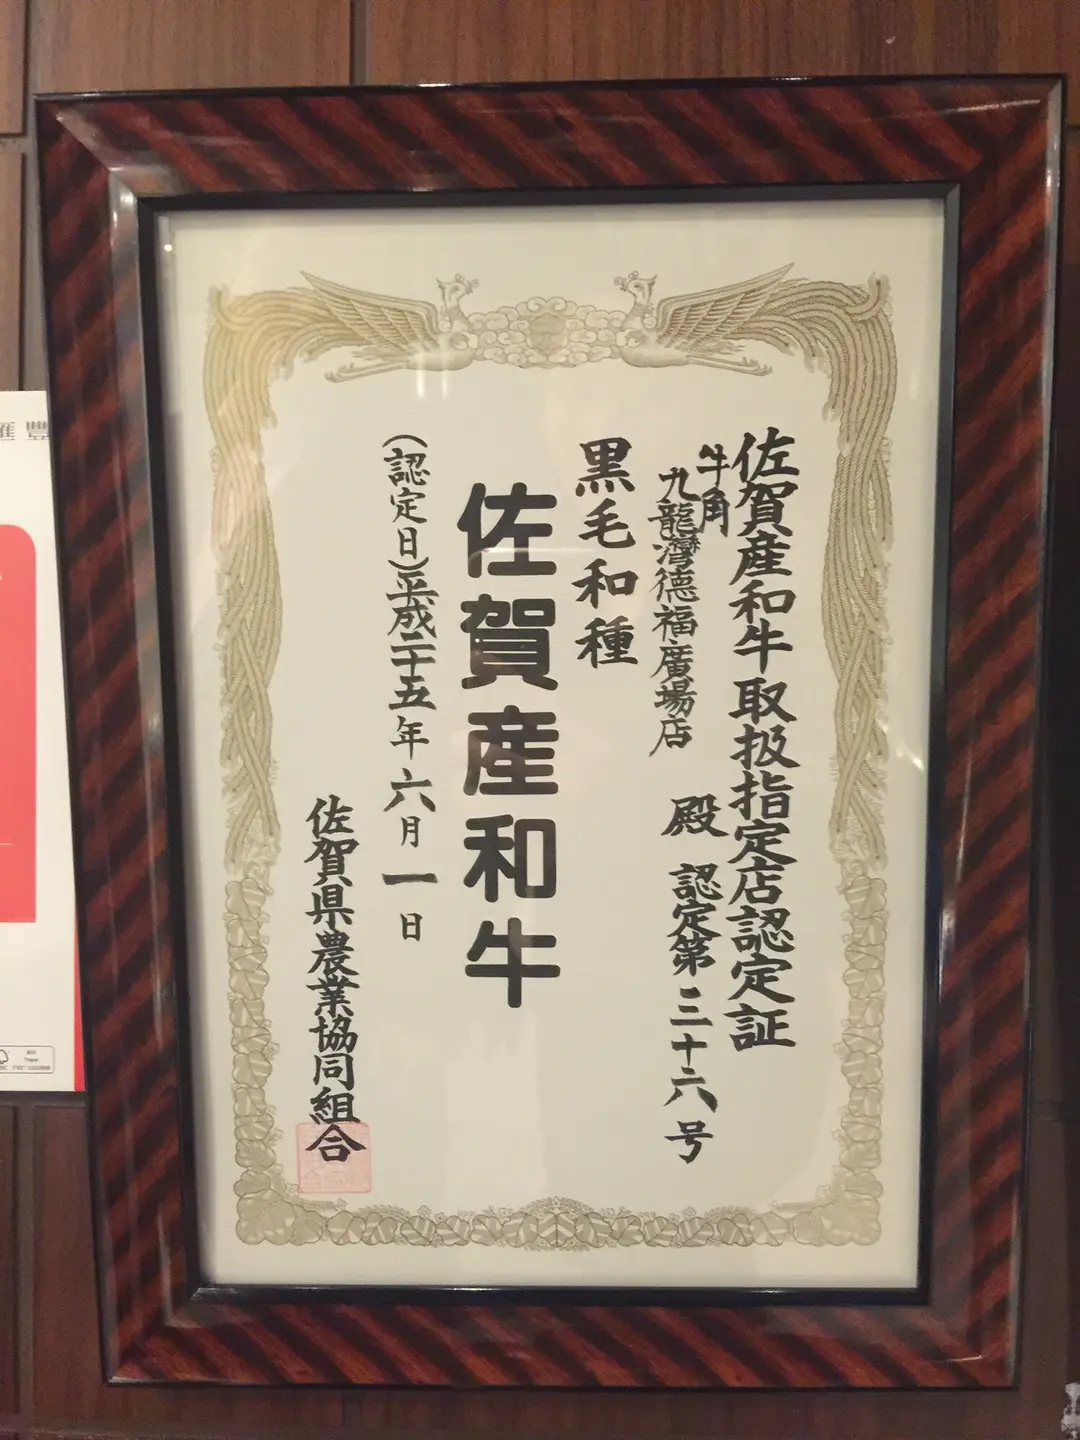 佐賀産和牛取扱指定店認定証
牛角
九龍灣德福廣場店 殿
認定第三十六号
黒毛和種
佐賀産和牛
(認定日)平成二十五年六月一日
佐賀県農業協同組合
匯豐